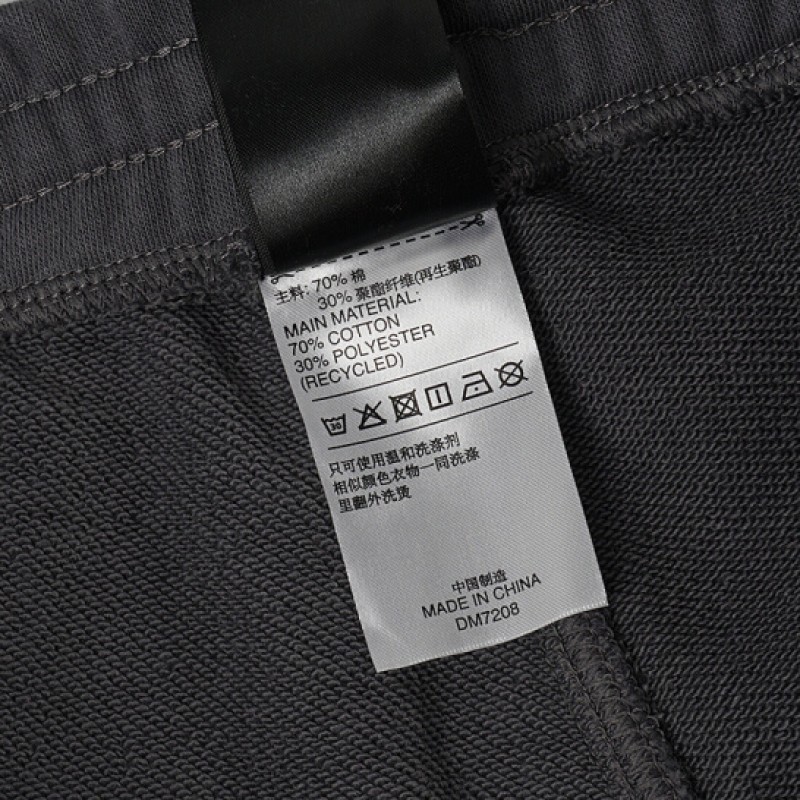 主料: 70% 棉
30% 聚酯纤维(再生聚酯)
MAIN MATERIAL:
70% COTTON
30% POLYESTER
(RECYCLED)
30
只可使用温和洗涤剂
相似颜色衣物一同洗涤
里翻外洗烫
中国制造
MADE IN CHINA
DM7208